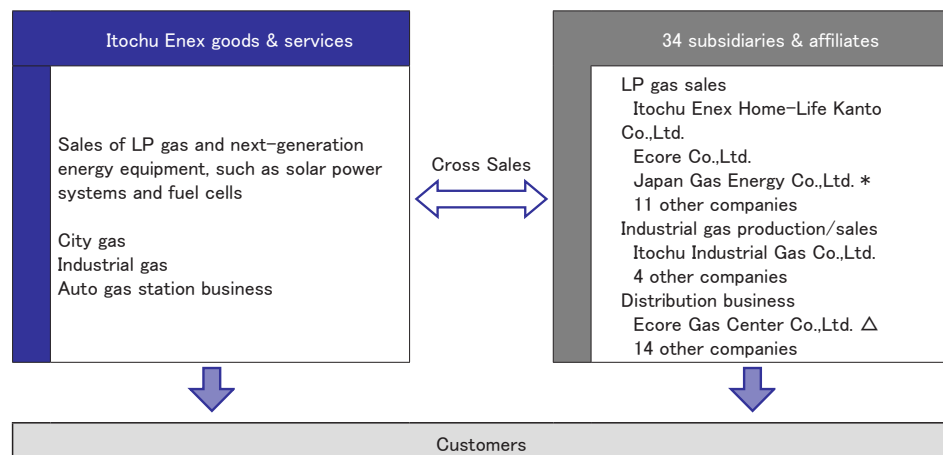 Itochu Enex goods & services
Sales of LP gas and next-generation
energy equipment, such as solar power
systems and fuel cells
City gas
Industrial gas
Auto gas station business
Cross Sales
34 subsidiaries & affiliates
LP gas sales
Itochu Enex Home-Life Kanto
Co.,Ltd.
Ecore Co.,Ltd.
Japan Gas Energy Co.,Ltd. *
11 other companies
Industrial gas production/sales
Itochu Industrial Gas Co.,Ltd.
4 other companies
Distribution business
Ecore Gas Center Co.,Ltd. △
14 other companies
Customers